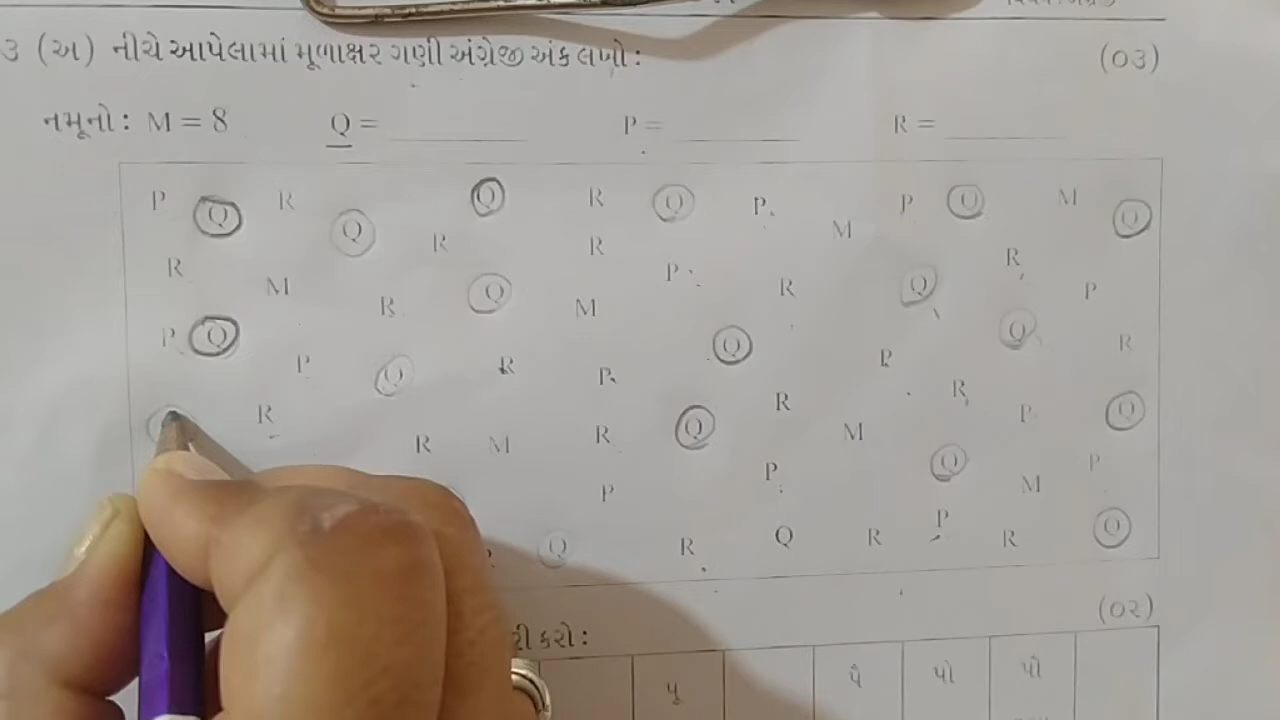 ૩ (અ) નીચે આપેલામાં મૂળાક્ષર ગણી અંગ્રેજી અંક લખો : (૦૩)
નમૂનો : M = 8 Q = P = R =
P Q R Q Q R Q P M P Q M Q
R R R
R M R Q M P R Q R P
P Q P Q R P Q R Q R
R R M R Q R M R P Q
P P Q M P
Q R Q R P R Q
(૦૨)
રી કરો :
પૂ પૈ પો પૌ